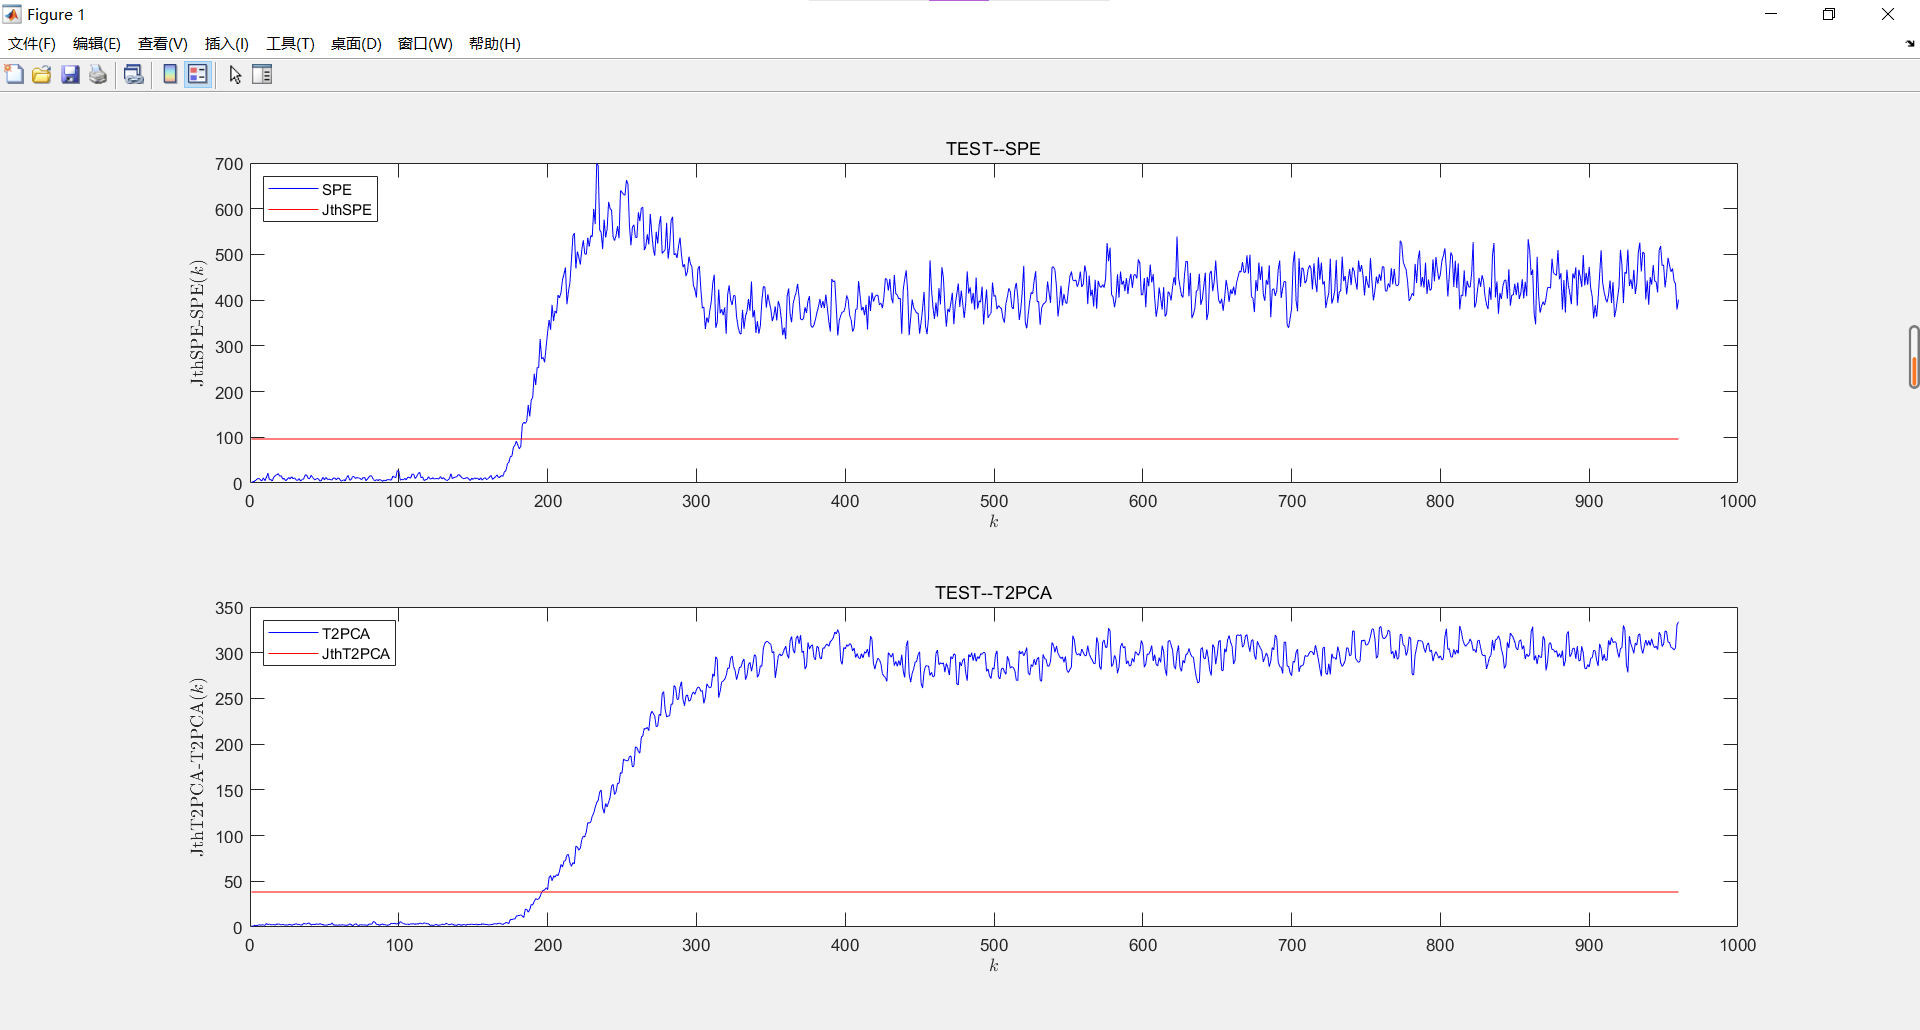 Figure 1
文件(F) 编辑(E) 查看(V) 插入(I) 工具(T) 桌面(D) 窗口(W) 帮助(H)
TEST--SPE
SPE
JthSPE
JthSPE-SPE(k)
700
600
500
400
300
200
100
0
0 100 200 300 400 500 600 700 800 900 1000
k
TEST--T2PCA
T2PCA
JthT2PCA
JthT2PCA-T2PCA(k)
350
300
250
200
150
100
50
0
0 100 200 300 400 500 600 700 800 900 1000
k